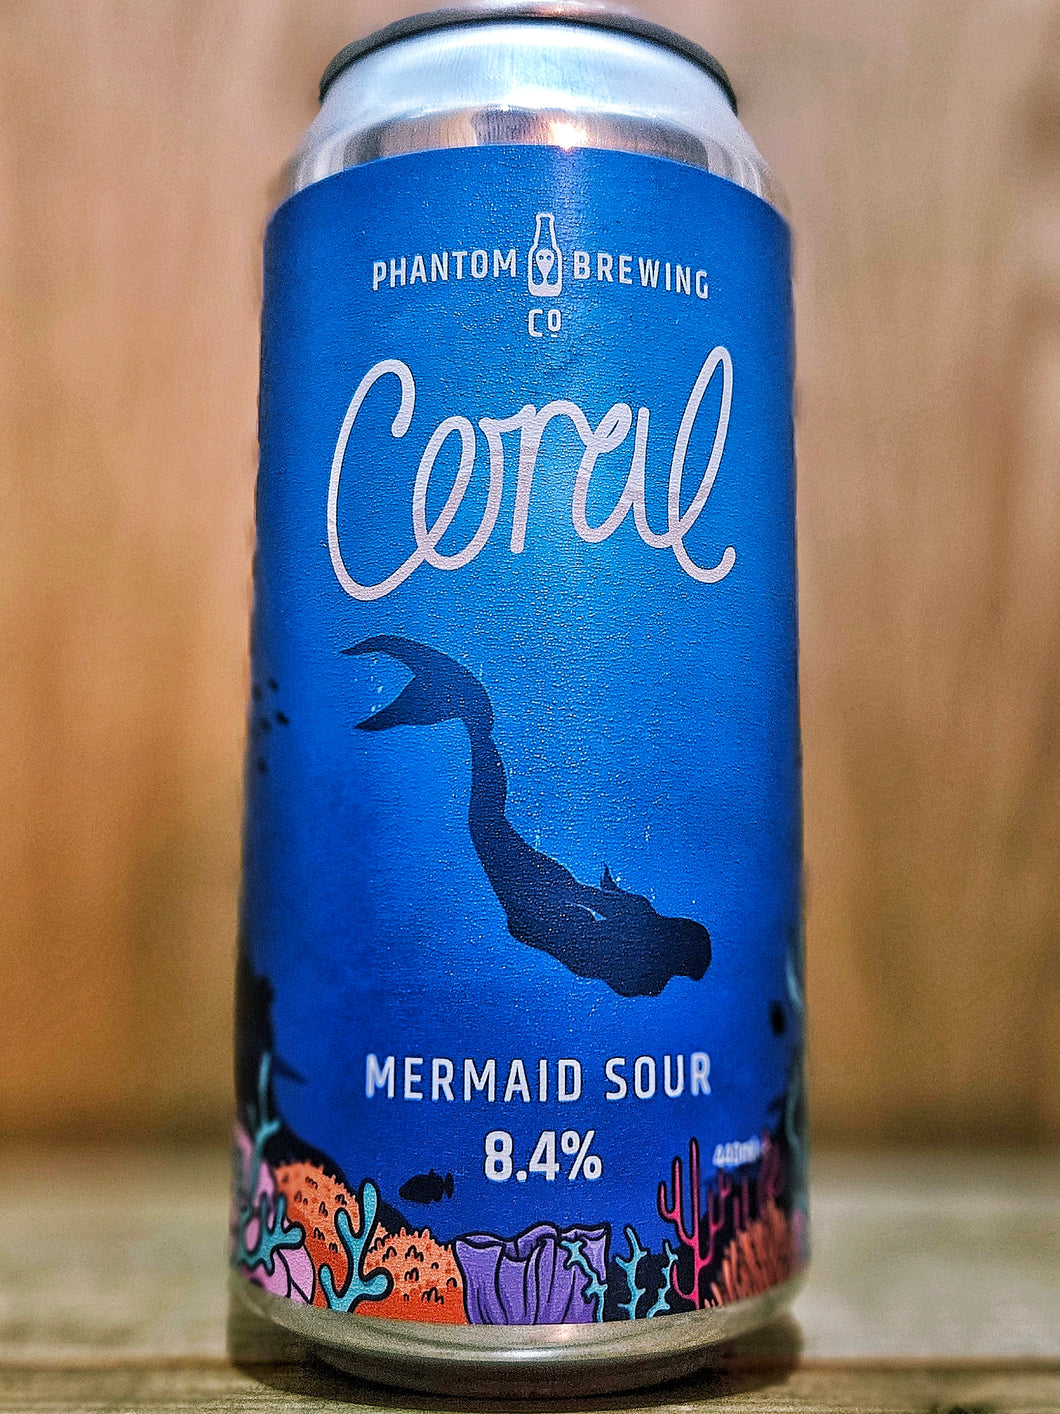 PHANTOM BREWING
Co
Coral
MERMAID SOUR
8.4%
440ml